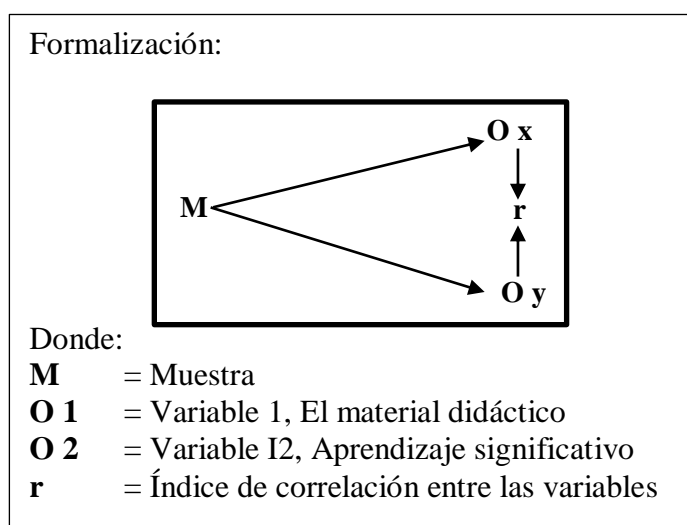 Formalización:
O x
M
r
O y
Donde:
M = Muestra
O 1 = Variable 1, El material didáctico
O 2 = Variable I2, Aprendizaje significativo
r = Índice de correlación entre las variables